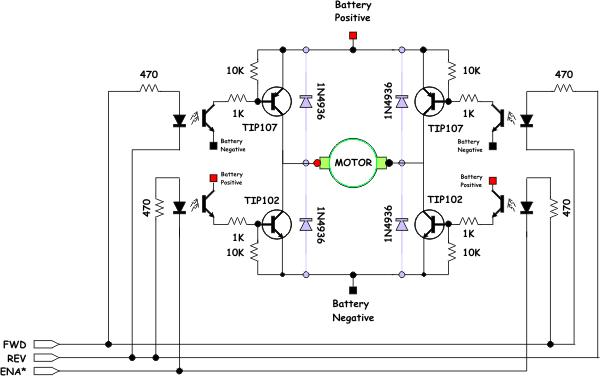 Battery
Positive
470
470
10K
10K
1N4936
1N4936
1K
1K
TIP107
TIP107
Battery
Negative
Battery
Negative
MOTOR
Battery
Positive
Battery
Positive
470
470
TIP102
TIP102
1N4936
1N4936
1K
1K
10K
10K
Battery
Negative
FWD
REV
ENA*